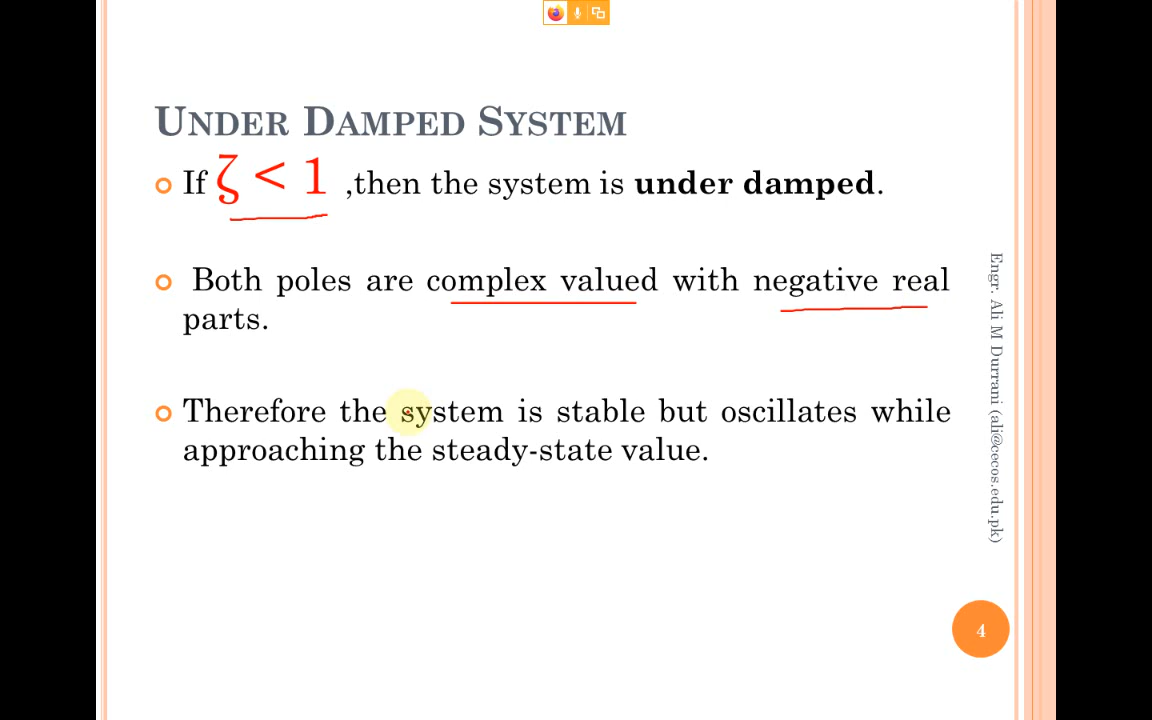 UNDER DAMPED SYSTEM
If ζ < 1 ,then the system is under damped.
Both poles are complex valued with negative real
parts.
Therefore the system is stable but oscillates while
approaching the steady-state value.
Engr. Ali M Durrani (ali@cecos.edu.pk)
4